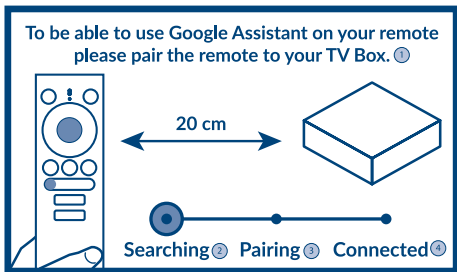 To be able to use Google Assistant on your remote
please pair the remote to your TV Box. 1
20 cm
Searching 2 Pairing 3 Connected 4